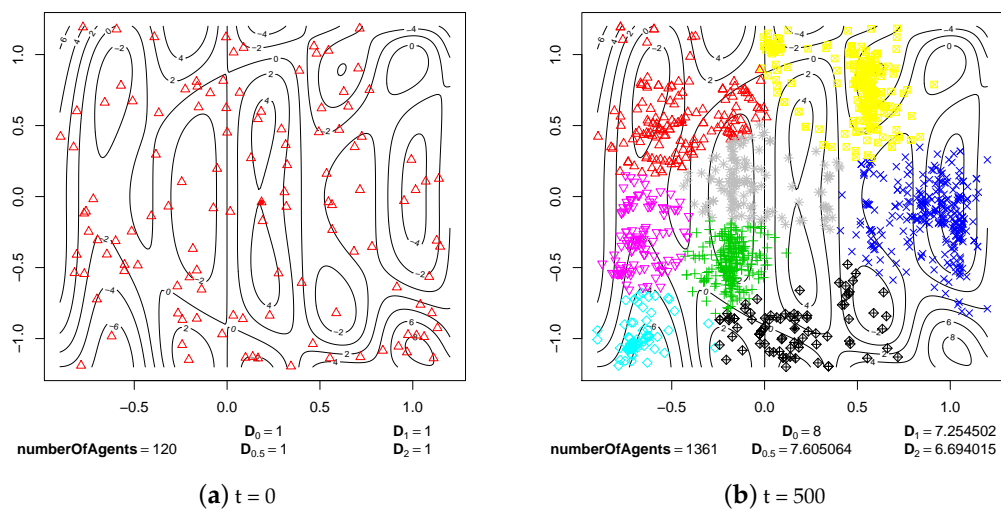 1.0
0.5
0.0
−0.5
−1.0
−0.5 0.0 0.5 1.0
D0 = 1 D1 = 1
numberOfAgents = 120 D0.5 = 1 D2 = 1
(a) t = 0
1.0
0.5
0.0
−0.5
−1.0
−0.5 0.0 0.5 1.0
D0 = 8 D1 = 7.254502
numberOfAgents = 1361 D0.5 = 7.605064 D2 = 6.694015
(b) t = 500